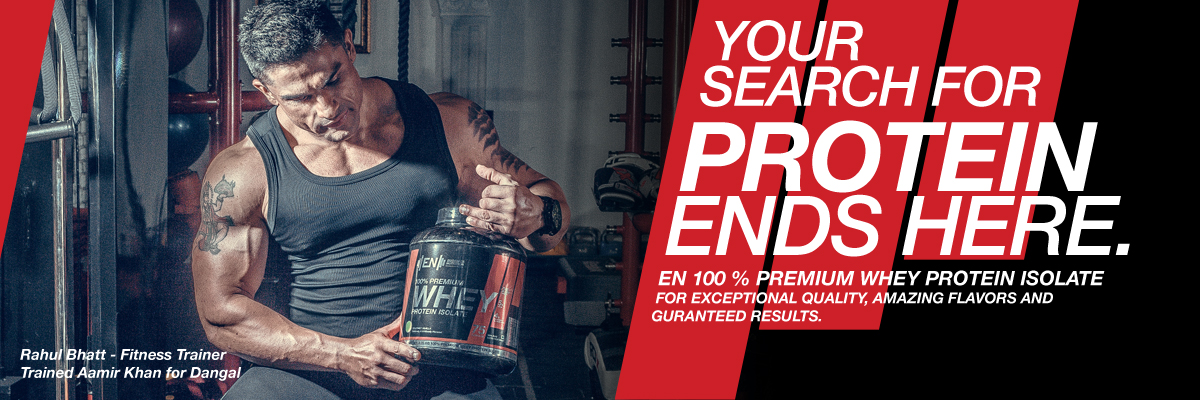 YOUR
SEARCH FOR
PROTEIN
ENDS HERE.
EN 100 % PREMIUM WHEY PROTEIN ISOLATE
FOR EXCEPTIONAL QUALITY, AMAZING FLAVORS AND
GURANTEED RESULTS.
EN
100% PREMIUM
WHEY
PROTEIN ISOLATE
Rahul Bhatt - Fitness Trainer
Trained Aamir Khan for Dangal